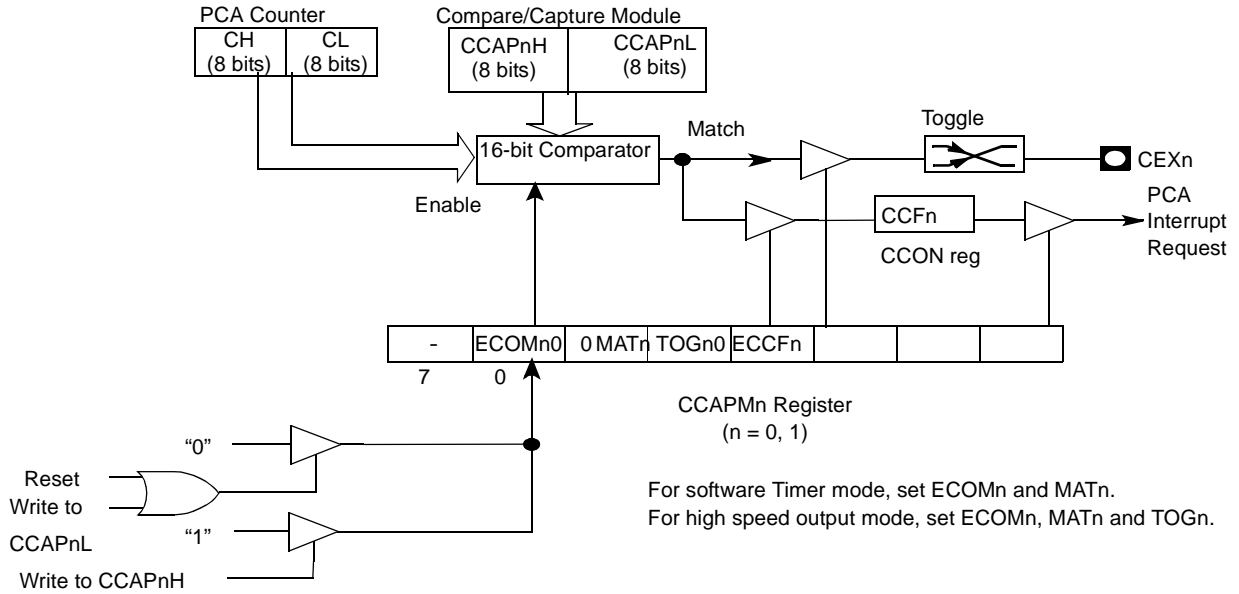 PCA Counter
Compare/Capture Module
CH
(8 bits)
CL
(8 bits)
CCAPnH
(8 bits)
CCAPnL
(8 bits)
16-bit Comparator
Match
Toggle
CEXn
Enable
CCFn
CCON reg
PCA
Interrupt
Request
- ECOMn0 0 MATn TOGn0 ECCFn
7 0
CCAPMn Register
(n = 0, 1)
“0”
Reset
Write to
CCAPnL
“1”
Write to CCAPnH
For software Timer mode, set ECOMn and MATn.
For high speed output mode, set ECOMn, MATn and TOGn.